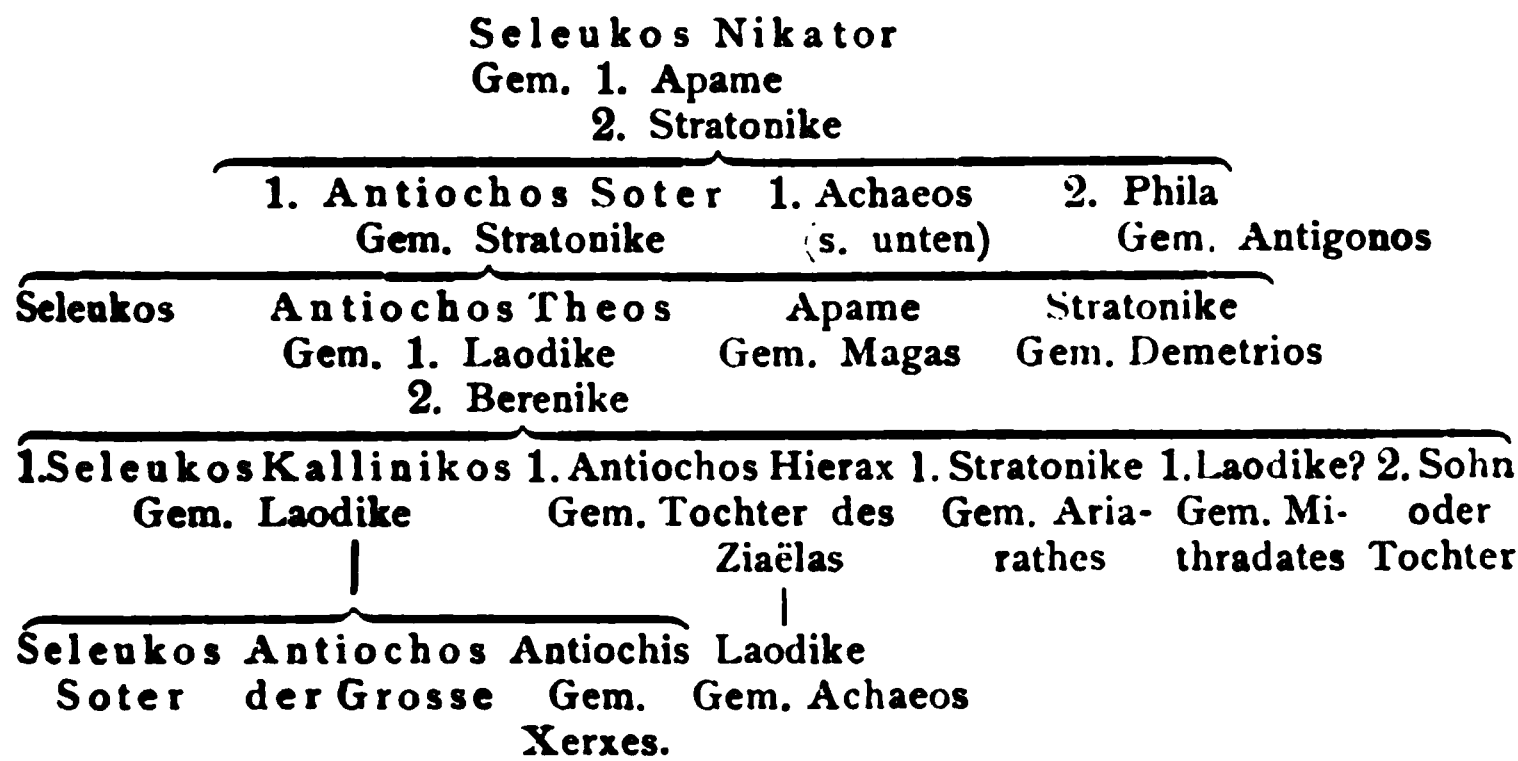 Seleukos Nikator
Gem. 1. Apame
2. Stratonike
1. Antiochos Soter 1. Achaeos 2. Phila
Gem. Stratonike (s. unten) Gem. Antigonos
Seleukos Antiochos Theos Apame Stratonike
Gem. 1. Laodike Gem. Magas Gem. Demetrios
2. Berenike
1. Seleukos Kallinikos 1. Antiochos Hierax 1. Stratonike 1. Laodike? 2. Sohn
Gem. Laodike Gem. Tochter des Gem. Aria- Gem. Mi- oder
Ziaëlas rathes thradates Tochter
Seleukos Antiochos Antiochis Laodike
Soter der Grosse Gem. Gem. Achaeos
Xerxes.